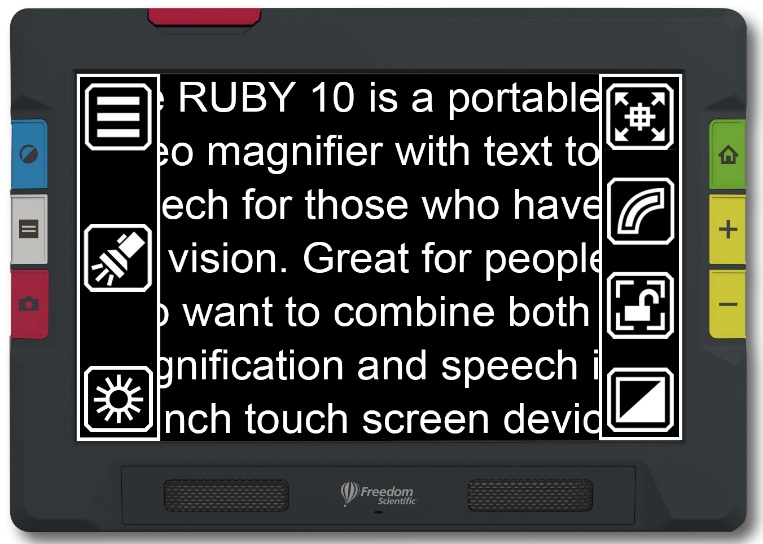 RUBY 10 is a portable
magnifier with text to
for those who have
vision. Great for people
want to combine both
and speech
touch screen
Freedom
Scientific